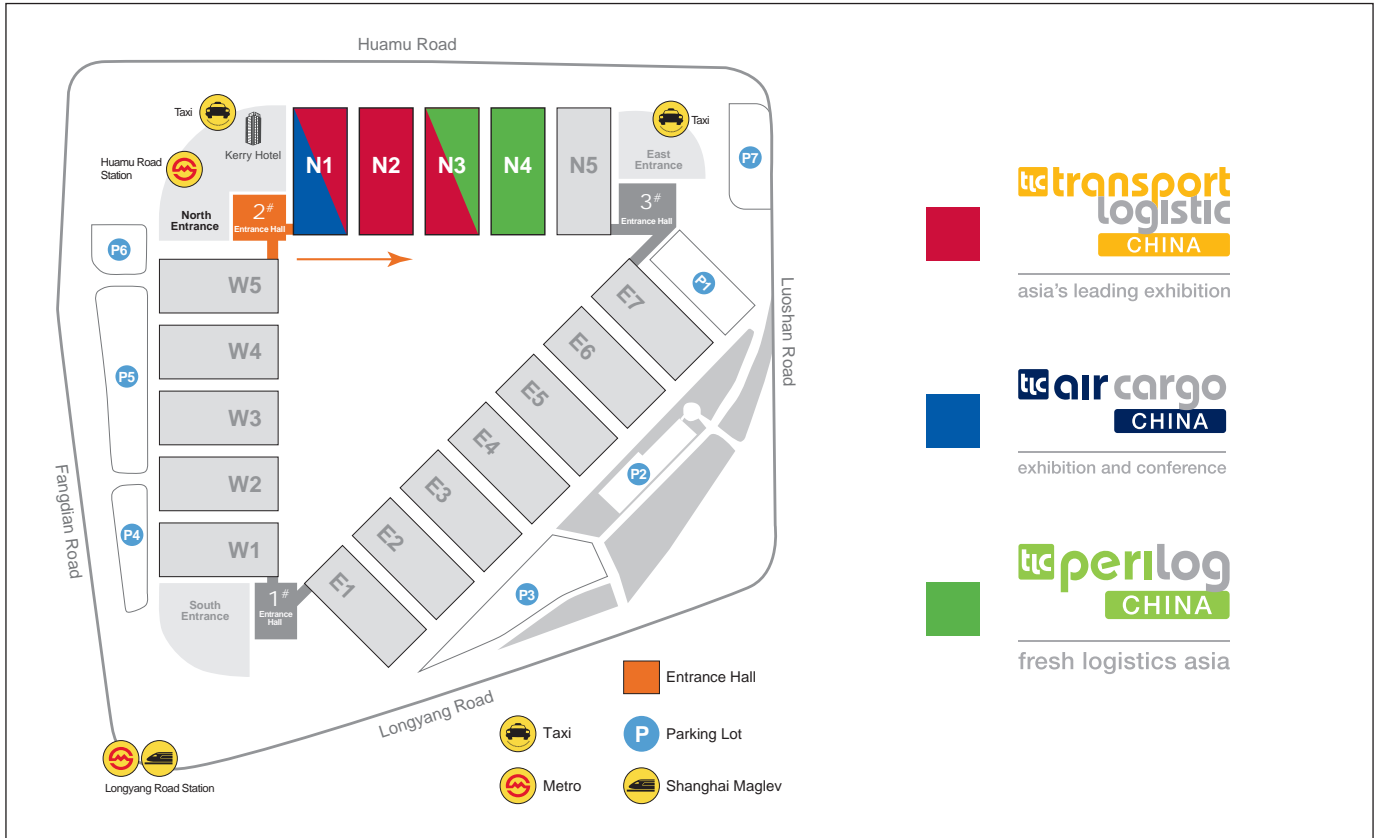 Huamu Road
Taxi
Kerry Hotel
Huamu Road
Station
North
Entrance
2#
Entrance Hall
N1
N2
N3
N4
N5
Taxi
East
Entrance
3#
Entrance Hall
P7
P6
P5
P4
W5
W4
W3
W2
W1
E7
E6
E5
E4
E3
E2
E1
P1
P2
P3
Luoshan Road
Fangdian Road
South
Entrance
1#
Entrance
Hall
Longyang Road
Longyang Road Station
Entrance Hall
Taxi
P
Parking Lot
Metro
Shanghai Maglev
tlc transport
logistic
CHINA
asia's leading exhibition
tlc air cargo
CHINA
exhibition and conference
tlc perilog
CHINA
fresh logistics asia